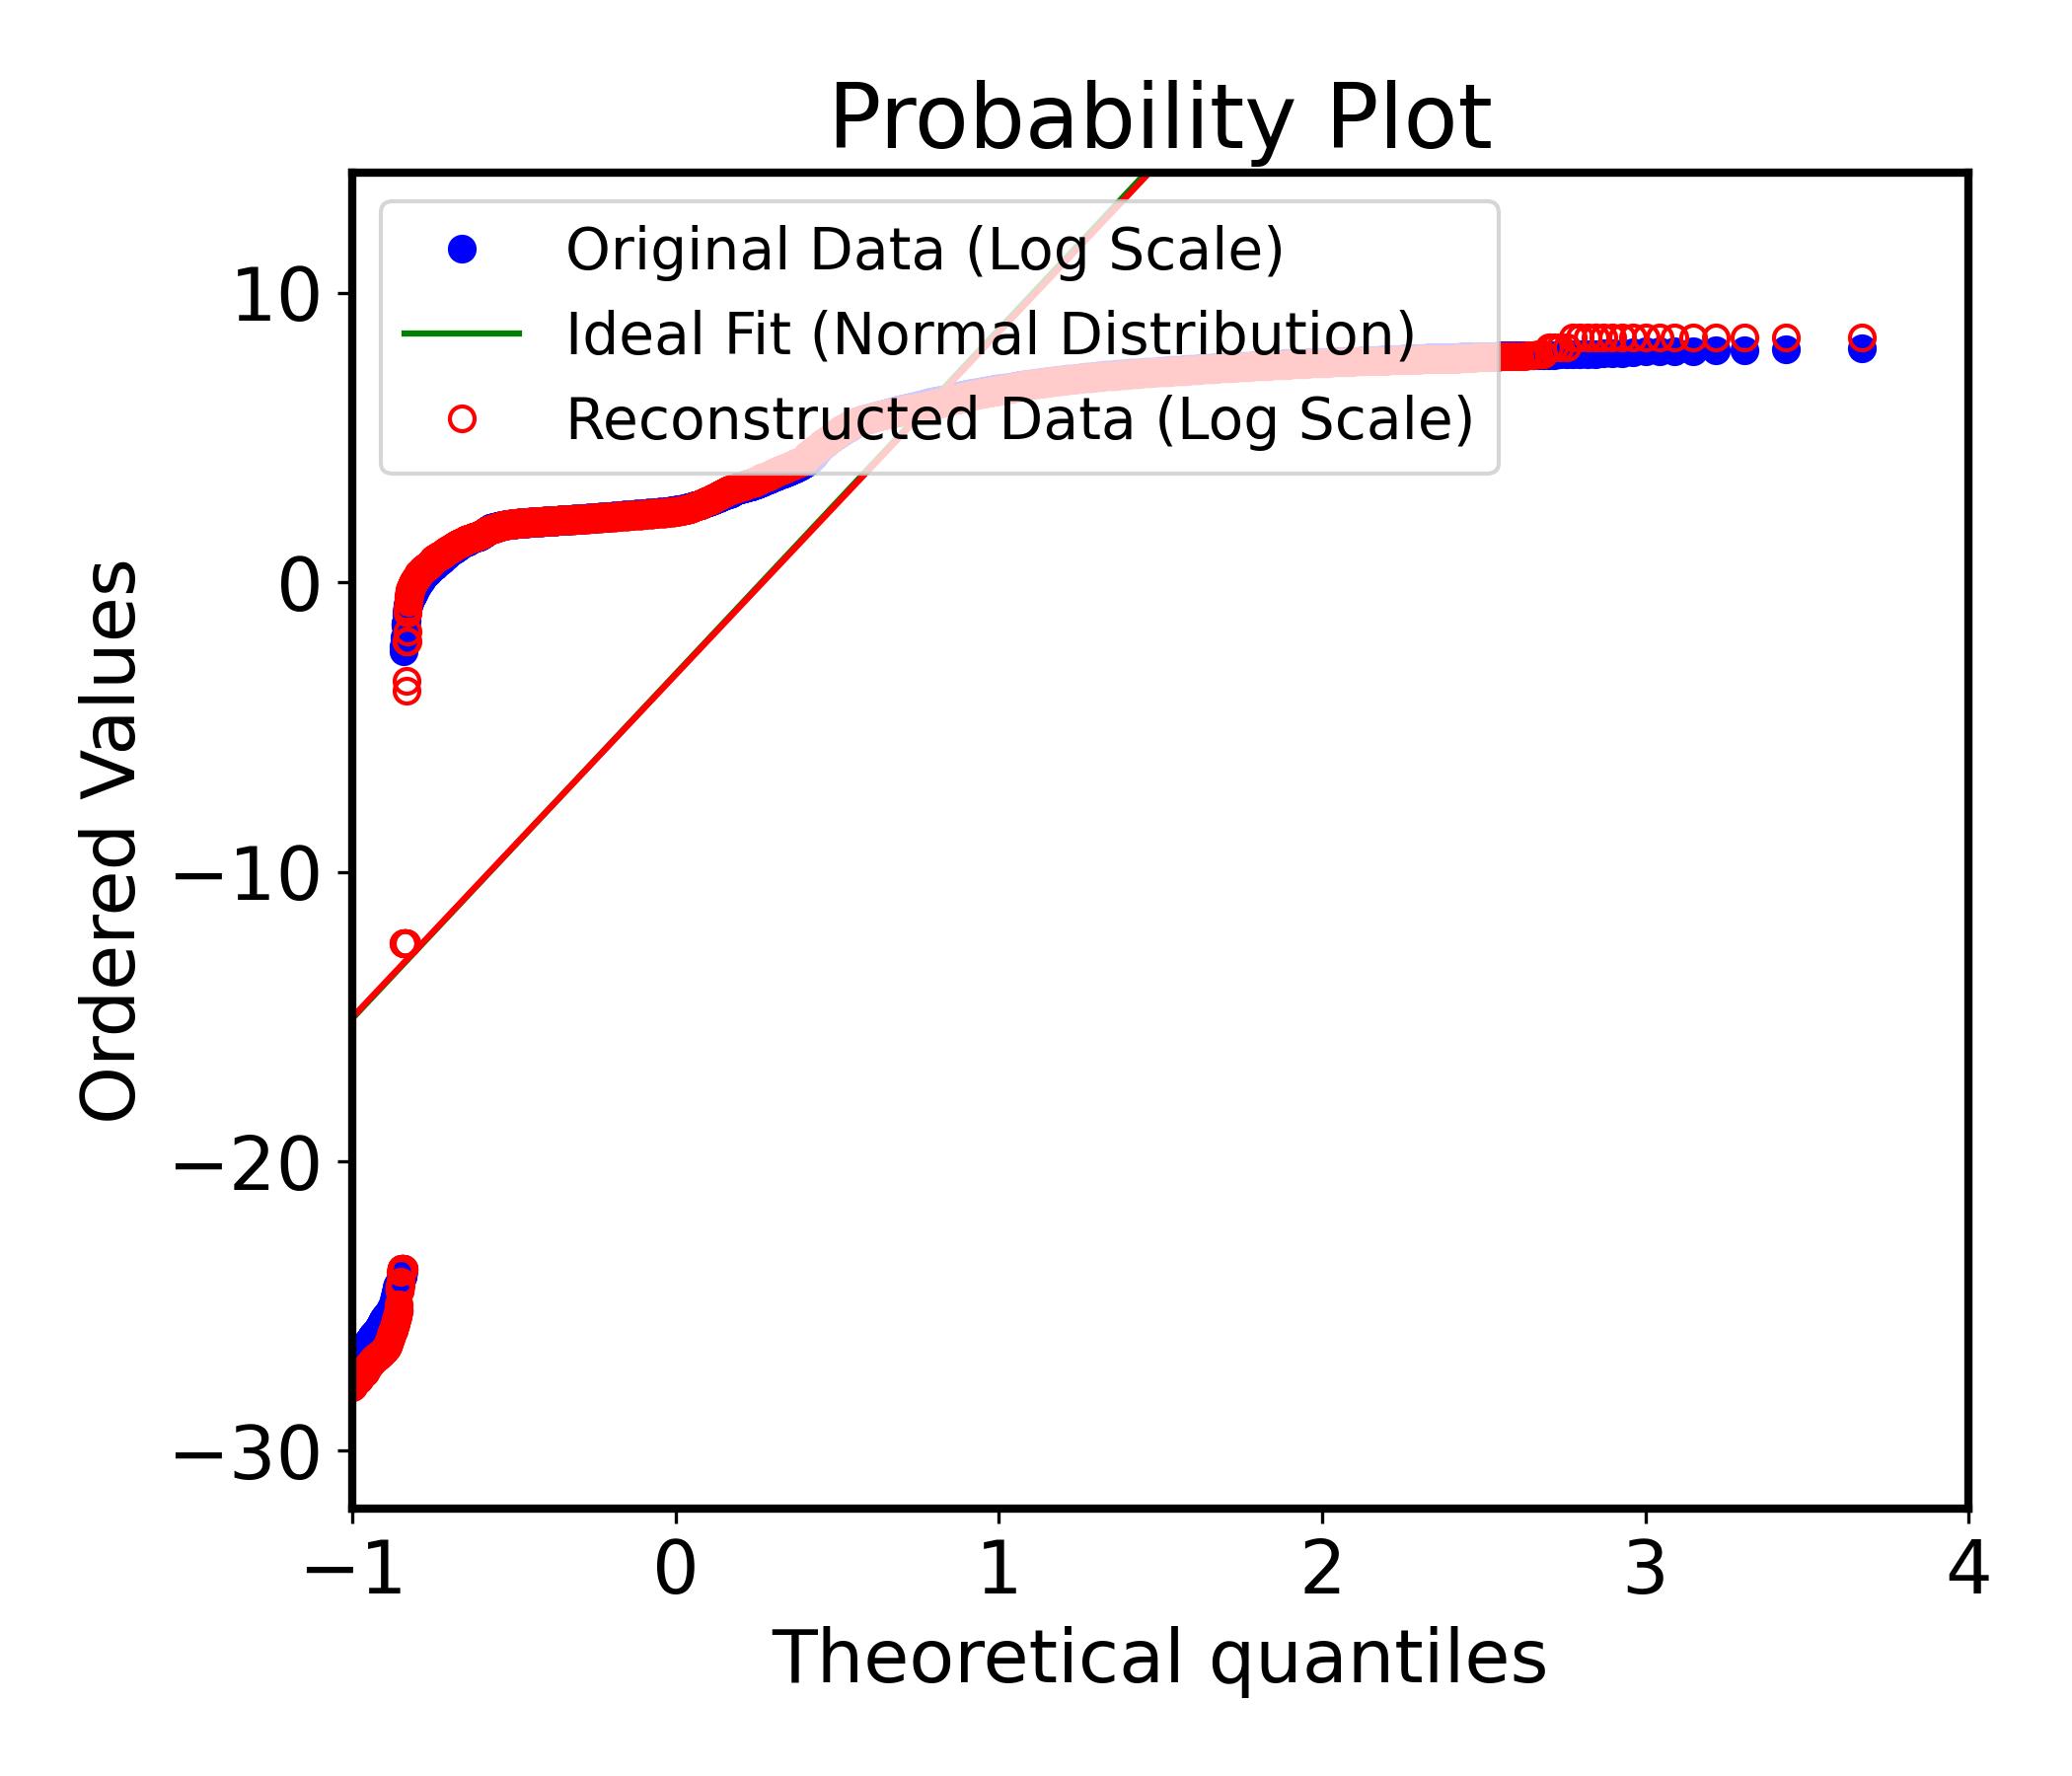 Probability Plot
Original Data (Log Scale)
Ideal Fit (Normal Distribution)
Reconstructed Data (Log Scale)
Ordered Values
10
0
−10
−20
−30
−1 0 1 2 3 4
Theoretical quantiles